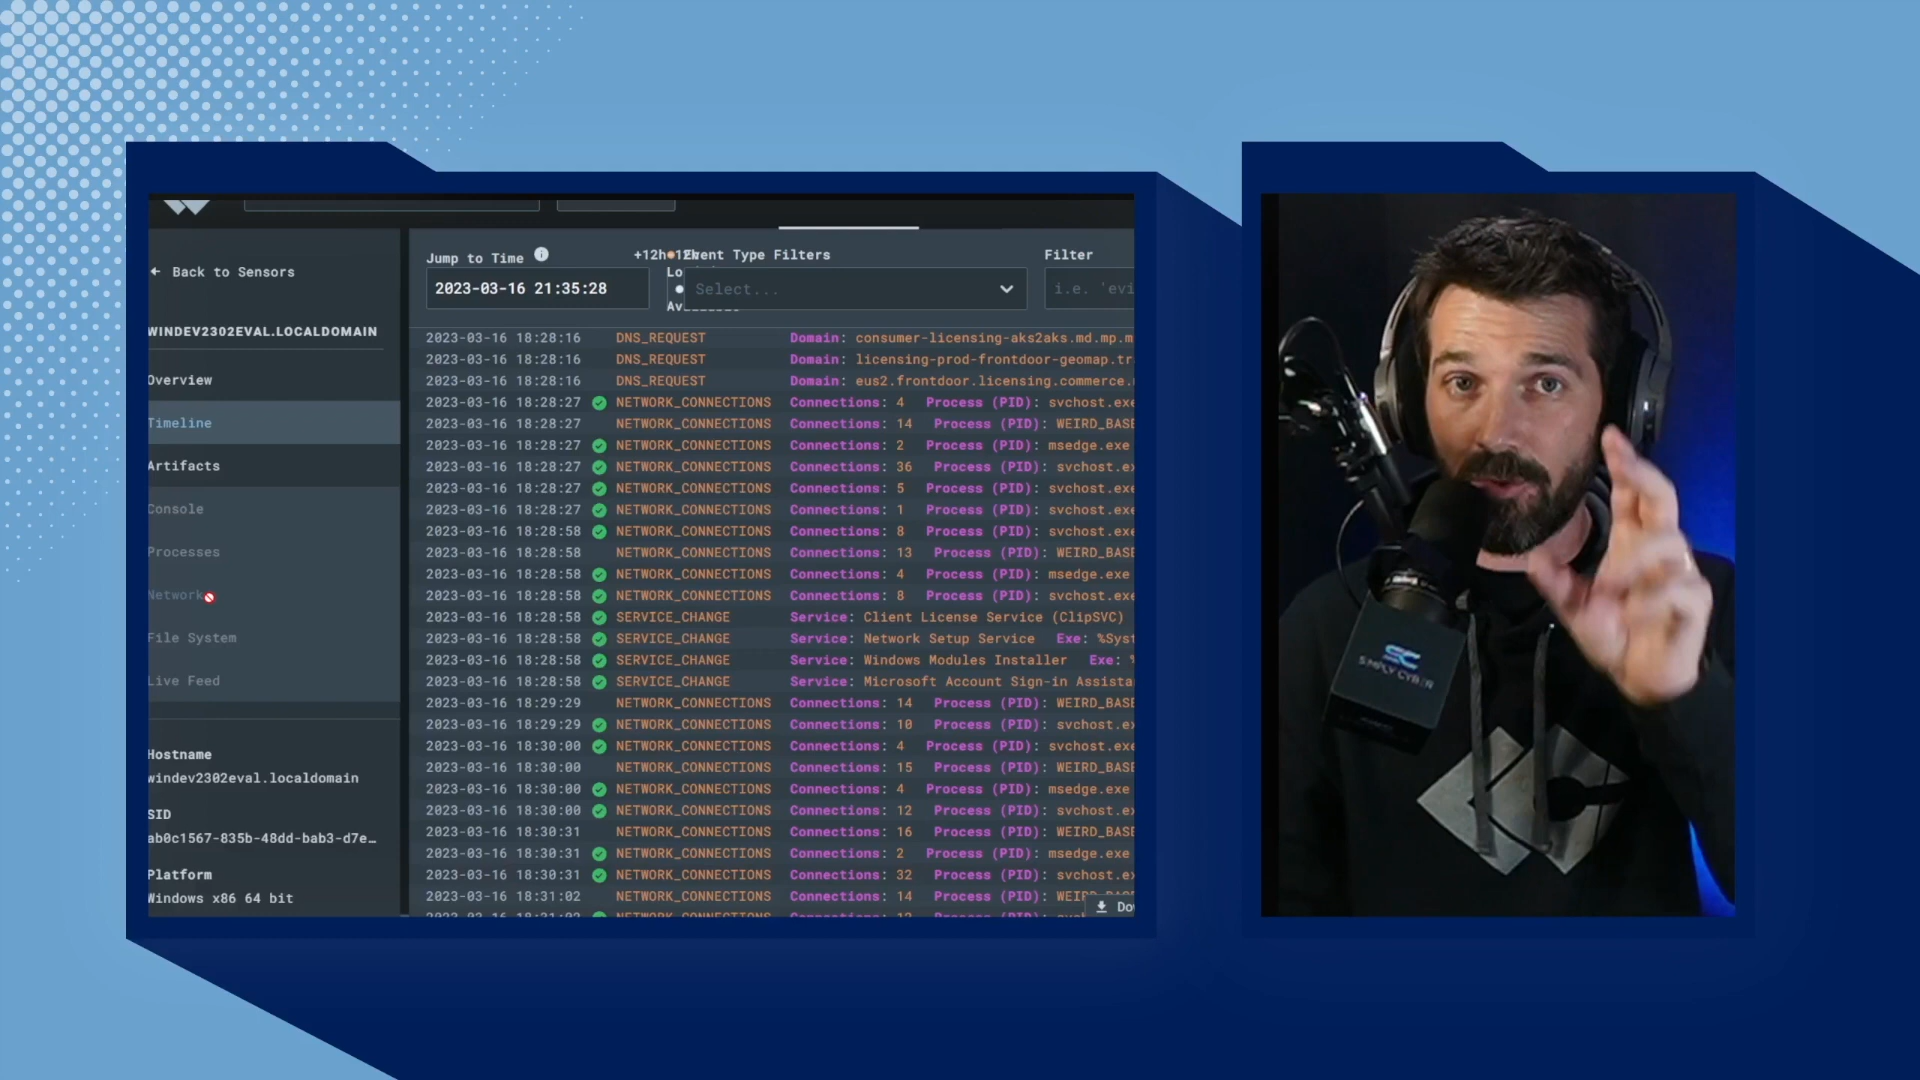 ← Back to Sensors
WINDEV2302EVAL.LOCALDOMAIN
Overview
Timeline
Artifacts
Console
Processes
Network
File System
Live Feed
Hostname
windev2302eval.localdomain
SID
ab0c1567-835b-48dd-bab3-d7e…
Platform
Windows x86 64 bit
Jump to Time
2023-03-16 21:35:28
+12h
Event Type Filters
Select...
Filter
i.e. 'evi
2023-03-16 18:28:16 DNS_REQUEST Domain: consumer-licensing-aks2aks.md.mp.m
2023-03-16 18:28:16 DNS_REQUEST Domain: licensing-prod-frontdoor-geomap.tr
2023-03-16 18:28:16 DNS_REQUEST Domain: eus2.frontdoor.licensing.commerce.
2023-03-16 18:28:27 NETWORK_CONNECTIONS Connections: 4 Process (PID): svchost.exe
2023-03-16 18:28:27 NETWORK_CONNECTIONS Connections: 14 Process (PID): WEIRD_BASE
2023-03-16 18:28:27 NETWORK_CONNECTIONS Connections: 2 Process (PID): msedge.exe
2023-03-16 18:28:27 NETWORK_CONNECTIONS Connections: 36 Process (PID): svchost.ex
2023-03-16 18:28:27 NETWORK_CONNECTIONS Connections: 5 Process (PID): svchost.exe
2023-03-16 18:28:27 NETWORK_CONNECTIONS Connections: 1 Process (PID): svchost.exe
2023-03-16 18:28:58 NETWORK_CONNECTIONS Connections: 8 Process (PID): svchost.exe
2023-03-16 18:28:58 NETWORK_CONNECTIONS Connections: 13 Process (PID): WEIRD_BASE
2023-03-16 18:28:58 NETWORK_CONNECTIONS Connections: 4 Process (PID): msedge.exe
2023-03-16 18:28:58 NETWORK_CONNECTIONS Connections: 8 Process (PID): svchost.exe
2023-03-16 18:28:58 SERVICE_CHANGE Service: Client License Service (ClipSVC)
2023-03-16 18:28:58 SERVICE_CHANGE Service: Network Setup Service Exe: %Syst
2023-03-16 18:28:58 SERVICE_CHANGE Service: Windows Modules Installer Exe: %
2023-03-16 18:28:58 SERVICE_CHANGE Service: Microsoft Account Sign-in Assista
2023-03-16 18:29:29 NETWORK_CONNECTIONS Connections: 14 Process (PID): WEIRD_BASE
2023-03-16 18:29:29 NETWORK_CONNECTIONS Connections: 10 Process (PID): svchost.ex
2023-03-16 18:30:00 NETWORK_CONNECTIONS Connections: 4 Process (PID): svchost.exe
2023-03-16 18:30:00 NETWORK_CONNECTIONS Connections: 15 Process (PID): WEIRD_BASE
2023-03-16 18:30:00 NETWORK_CONNECTIONS Connections: 4 Process (PID): msedge.exe
2023-03-16 18:30:00 NETWORK_CONNECTIONS Connections: 12 Process (PID): svchost.ex
2023-03-16 18:30:31 NETWORK_CONNECTIONS Connections: 16 Process (PID): WEIRD_BASE
2023-03-16 18:30:31 NETWORK_CONNECTIONS Connections: 2 Process (PID): msedge.exe
2023-03-16 18:30:31 NETWORK_CONNECTIONS Connections: 32 Process (PID): svchost.ex
2023-03-16 18:31:02 NETWORK_CONNECTIONS Connections: 14 Process (PID):
Dow
SC
SIMPLY CYBER